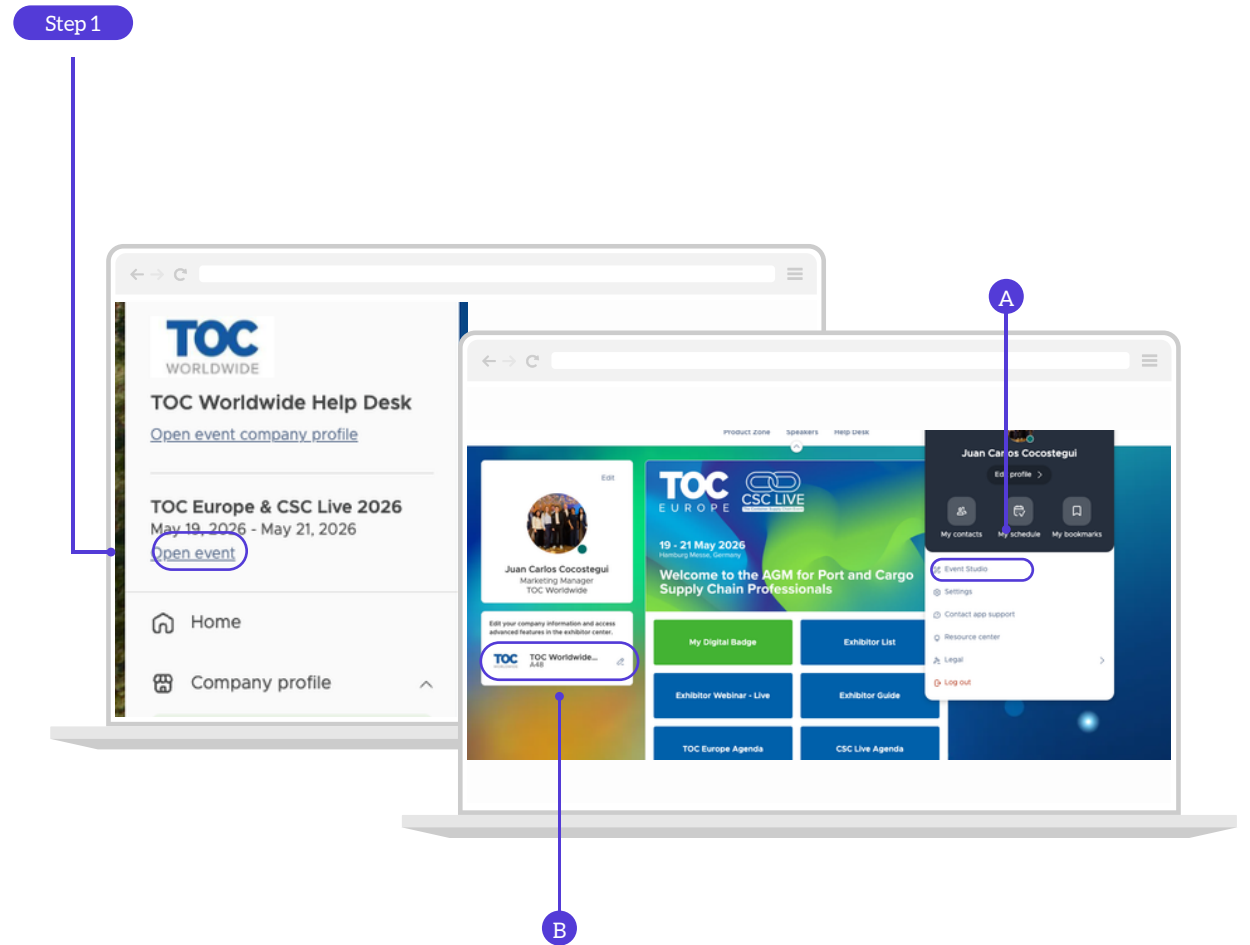 Step 1
A
TOC
WORLDWIDE
TOC Worldwide Help Desk
Open event company profile
TOC Europe & CSC Live 2026
May 19, 2026 - May 21, 2026
Open event
Home
Company profile
Product Zone Speakers Help Desk
Edit
Juan Carlos Cocostegui
Marketing Manager
TOC Worldwide
Edit your company information and access
advanced features in the exhibitor center.
TOC
WORLDWIDE
TOC Worldwide...
A48
TOC
EUROPE
CSC LIVE
19 - 21 May 2026
Hamburg Messe, Germany
Welcome to the AGM for Port and Cargo
Supply Chain Professionals
My Digital Badge
Exhibitor List
Exhibitor Webinar - Live
Exhibitor Guide
TOC Europe Agenda
CSC Live Agenda
Juan Carlos Cocostegui
Edit profile
My contacts
My schedule
My bookmarks
Event Studio
Settings
Contact app support
Resource center
Legal
Log out
B